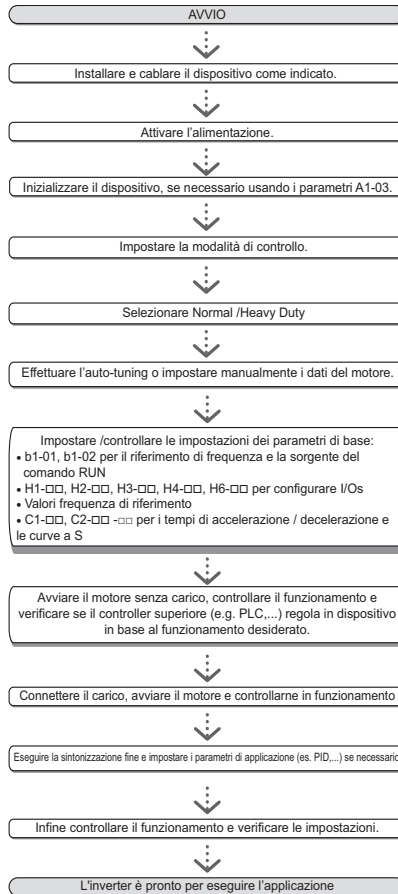 AVVIO
Installare e cablare il dispositivo come indicato.
Attivare l'alimentazione.
Inizializzare il dispositivo, se necessario usando i parametri A1-03.
Impostare la modalità di controllo.
Selezionare Normal /Heavy Duty
Effettuare l'auto-tuning o impostare manualmente i dati del motore.
Impostare /controllare le impostazioni dei parametri di base:
• b1-01, b1-02 per il riferimento di frequenza e la sorgente del
comando RUN
• H1-□□, H2-□□, H3-□□, H4-□□, H6-□□ per configurare I/Os
• Valori frequenza di riferimento
• C1-□□, C2-□□ -□□ per i tempi di accelerazione / decelerazione e
le curve a S
Avviare il motore senza carico, controllare il funzionamento e
verificare se il controller superiore (e.g. PLC,...) regola in dispositivo
in base al funzionamento desiderato.
Connettere il carico, avviare il motore e controllarne in funzionamento
Eseguire la sintonizzazione fine e impostare i parametri di applicazione (es. PID,...) se necessario
Infine controllare il funzionamento e verificare le impostazioni.
L'inverter è pronto per eseguire l'applicazione